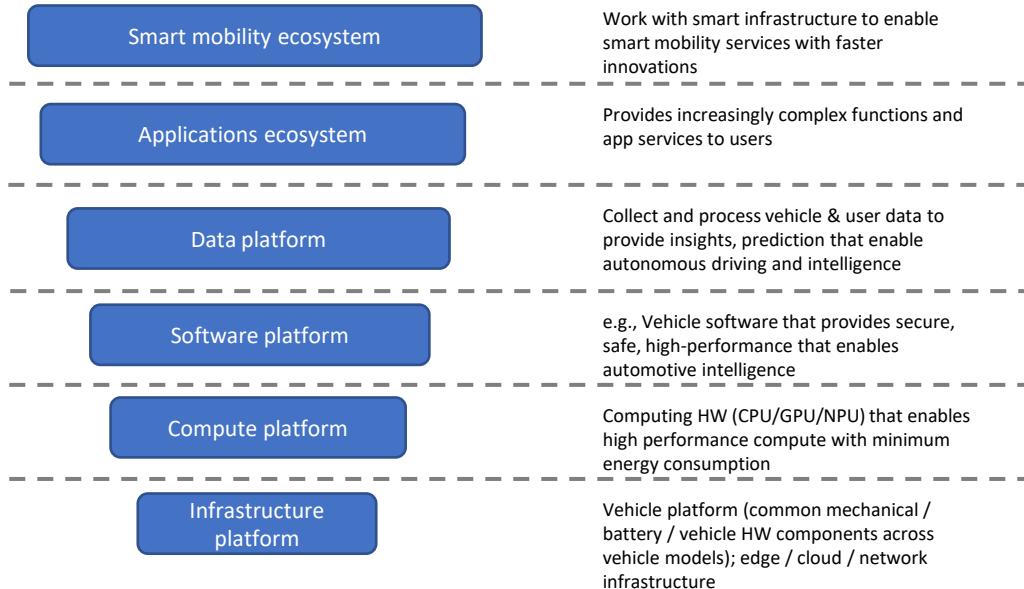 Smart mobility ecosystem
Work with smart infrastructure to enable
smart mobility services with faster
innovations
Applications ecosystem
Provides increasingly complex functions and
app services to users
Data platform
Collect and process vehicle & user data to
provide insights, prediction that enable
autonomous driving and intelligence
Software platform
e.g., Vehicle software that provides secure,
safe, high-performance that enables
automotive intelligence
Compute platform
Computing HW (CPU/GPU/NPU) that enables
high performance compute with minimum
energy consumption
Infrastructure
platform
Vehicle platform (common mechanical /
battery / vehicle HW components across
vehicle models); edge / cloud / network
infrastructure